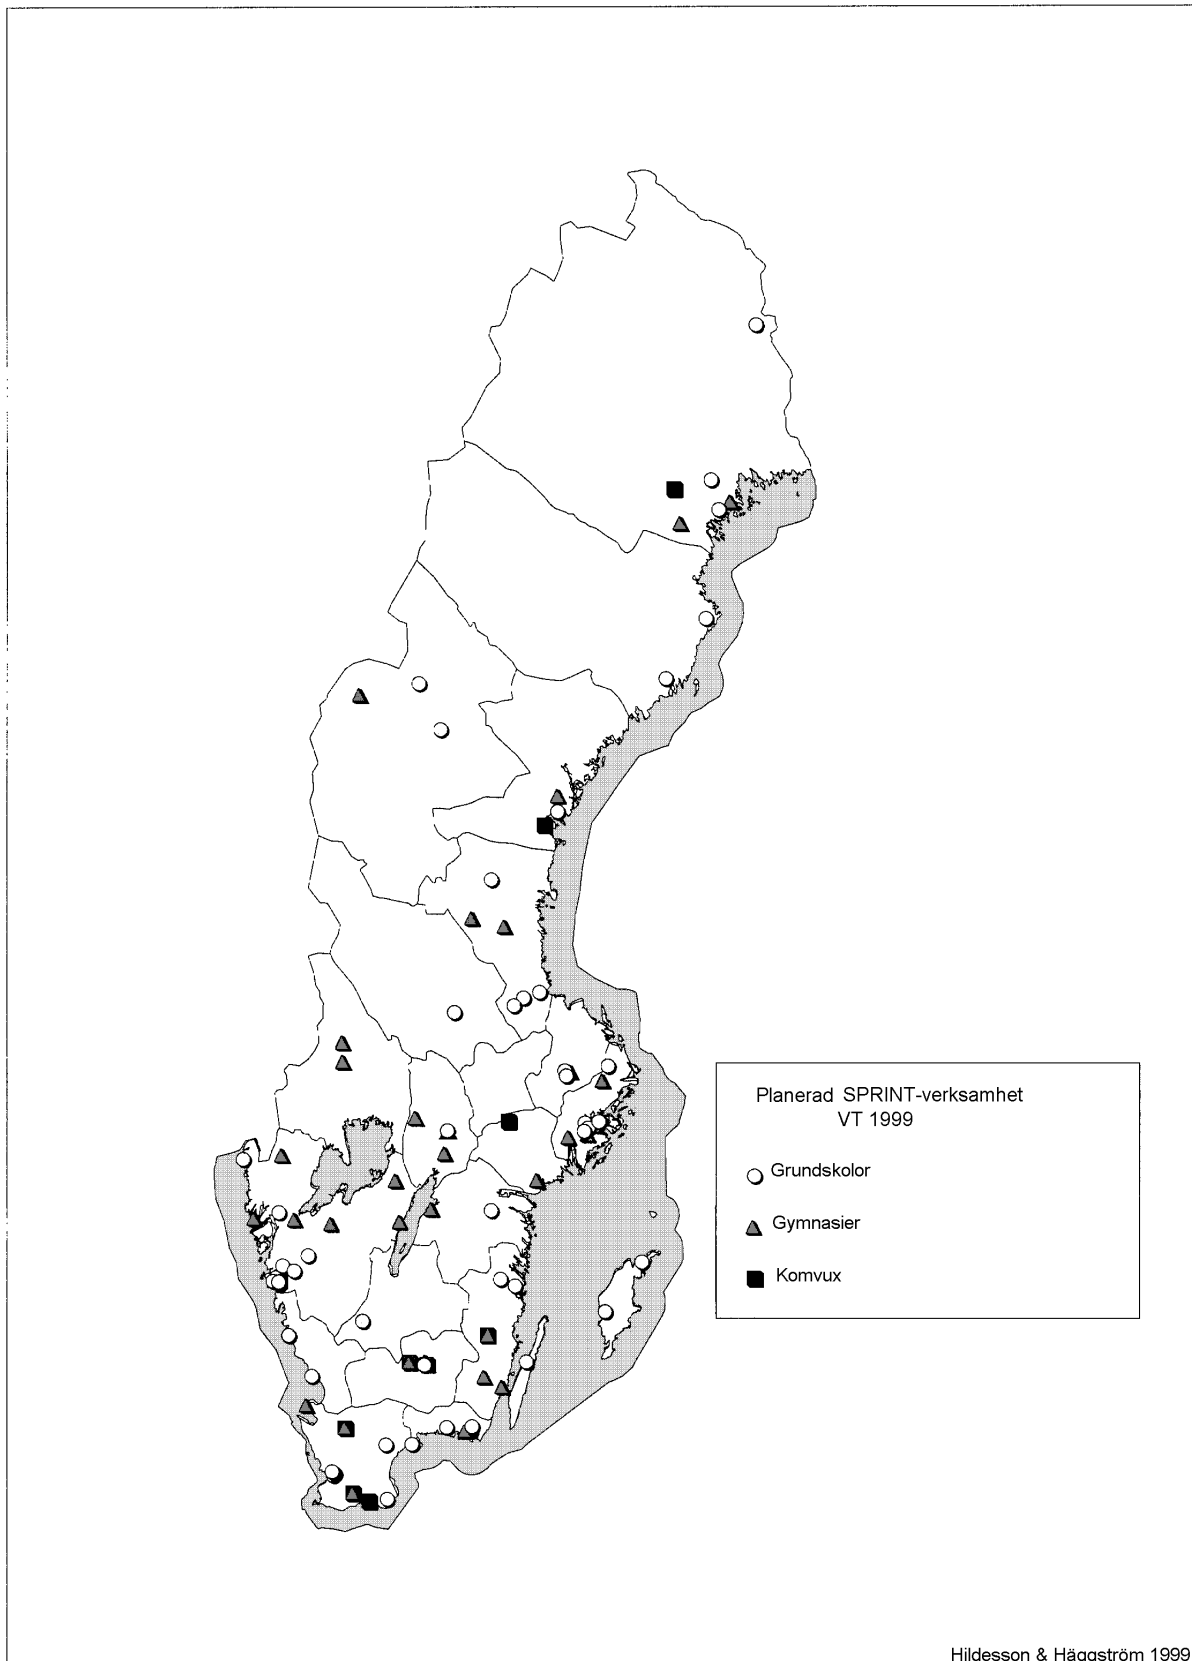 Planerad SPRINT-verksamhet
VT 1999
Grundskolor
Gymnasier
Komvux
Hildesson & Häggström 1999